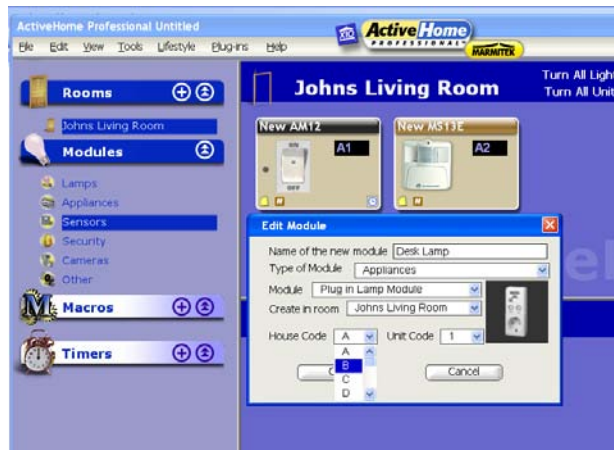 ActiveHome Professional Untitled
File Edit View Tools Lifestyle Plug-ins Help
X10 ActiveHome
PROFESSIONAL
MARMITEK
Rooms
Johns Living Room
Modules
Lamps
Appliances
Sensors
Security
Cameras
Other
Macros
Timers
Johns Living Room
Turn All Light
Turn All Unit
New AM12
A1
ON
OFF
New MS13E
A2
Edit Module
Name of the new module Desk Lamp
Type of Module Appliances
Module Plug in Lamp Module
Create in room Johns Living Room
House Code A Unit Code 1
A
B
C
D
Cancel